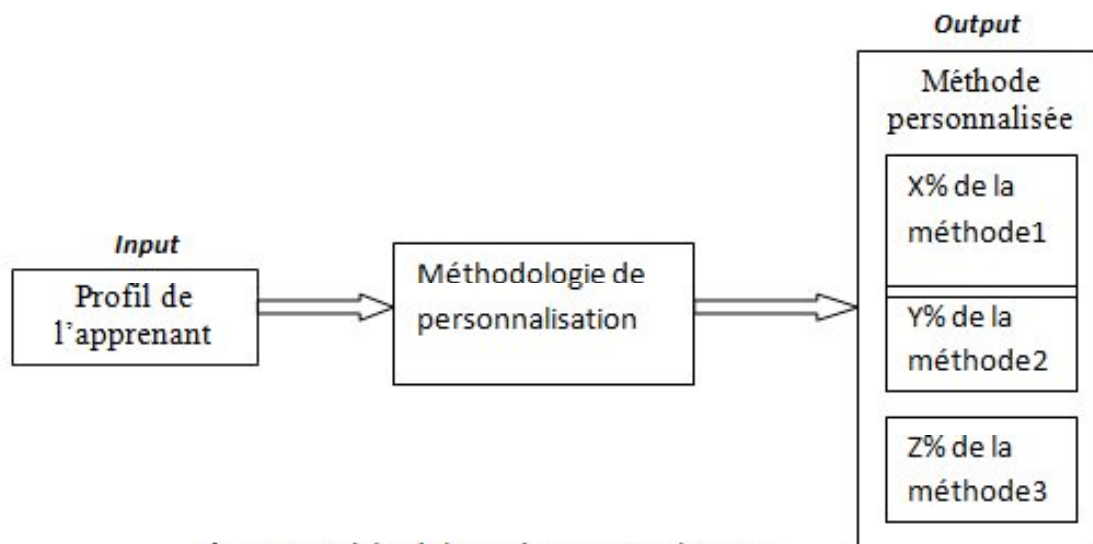 Output
Méthode
personnalisée
X% de la
méthode1
Input
Profil de
l'apprenant
Méthodologie de
personnalisation
Y% de la
méthode2
Z% de la
méthode3